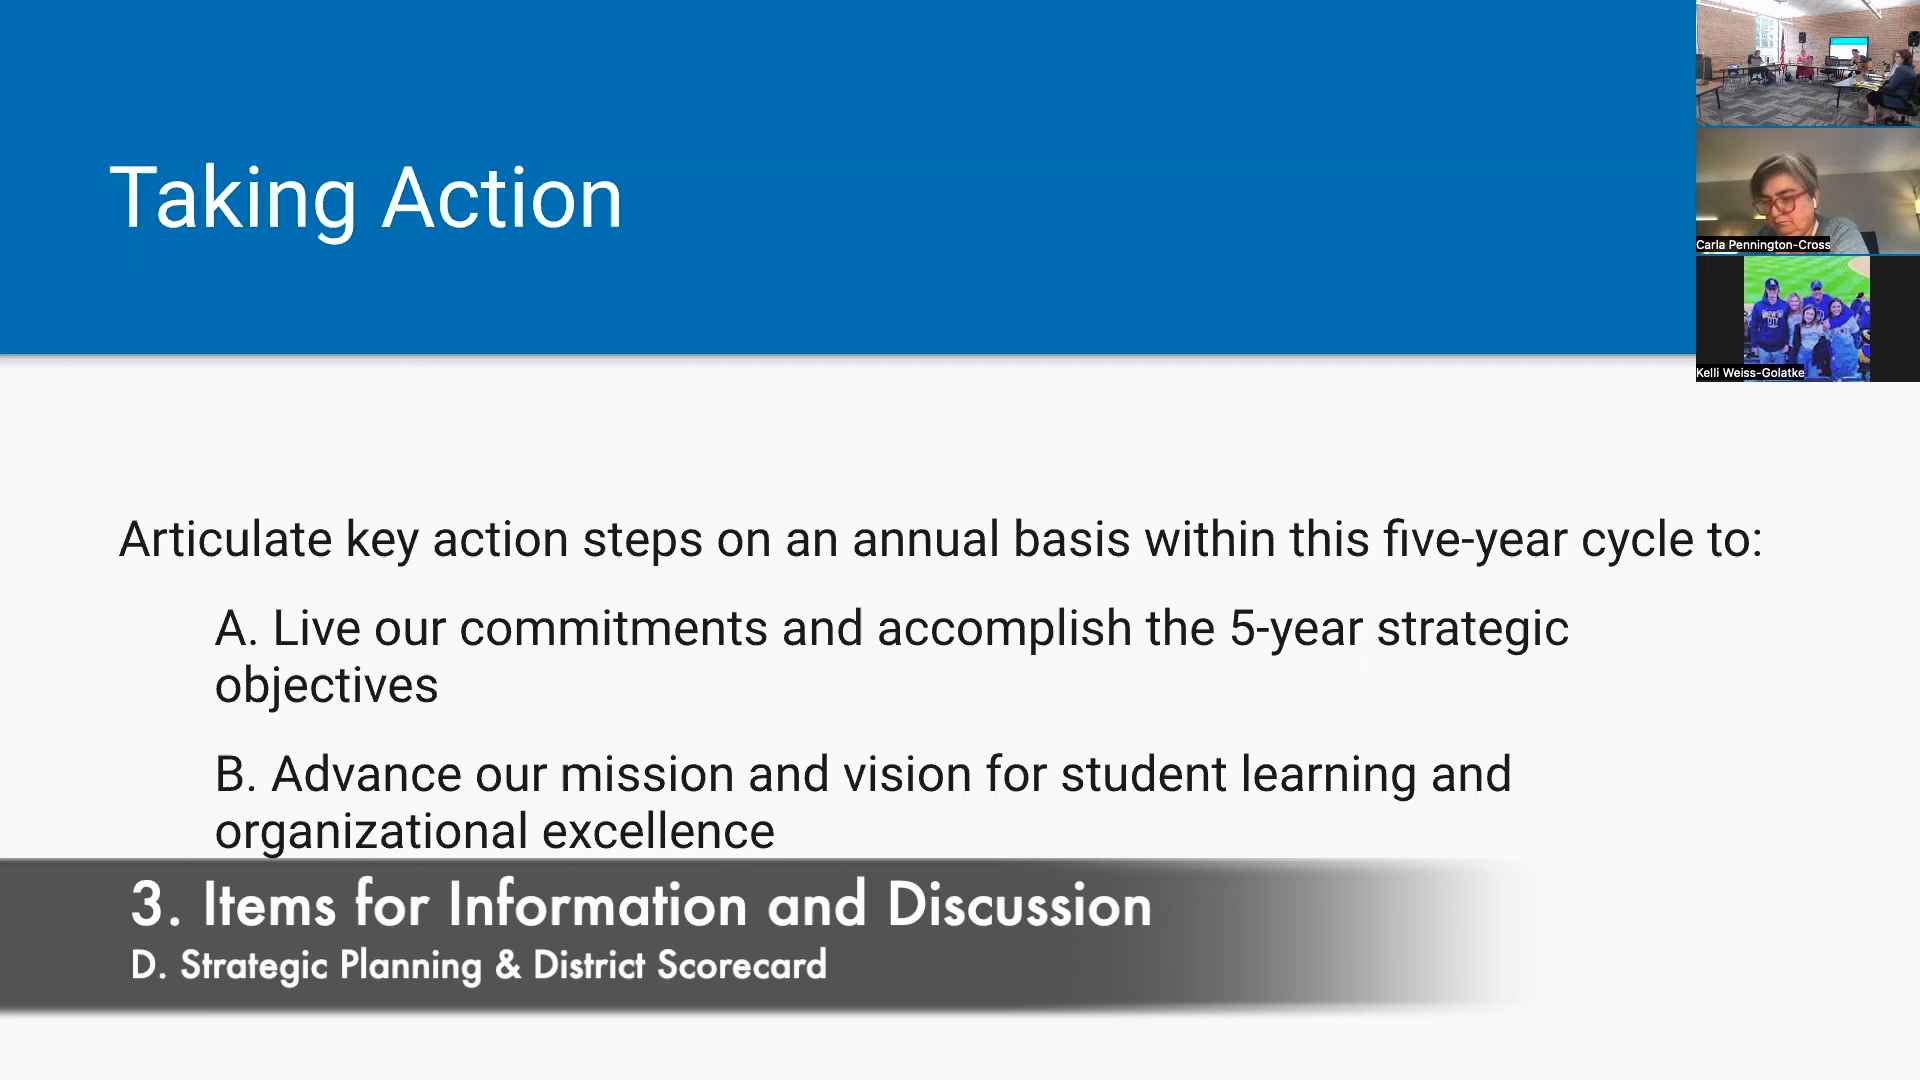 Taking Action
Carla Pennington-Cross
Kelli Weiss-Golatke
Articulate key action steps on an annual basis within this five-year cycle to:
A. Live our commitments and accomplish the 5-year strategic
objectives
B. Advance our mission and vision for student learning and
organizational excellence
3. Items for Information and Discussion
D. Strategic Planning & District Scorecard